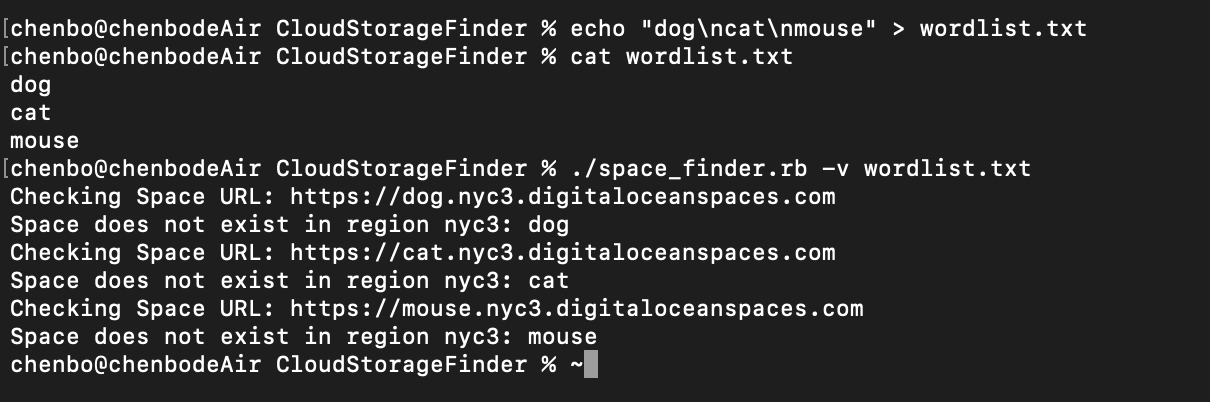 [chenbo@chenbodeAir CloudStorageFinder % echo "dog\ncat\nmouse" > wordlist.txt
[chenbo@chenbodeAir CloudStorageFinder % cat wordlist.txt
dog
cat
mouse
[chenbo@chenbodeAir CloudStorageFinder % ./space_finder.rb -v wordlist.txt
Checking Space URL: https://dog.nyc3.digitaloceanspaces.com
Space does not exist in region nyc3: dog
Checking Space URL: https://cat.nyc3.digitaloceanspaces.com
Space does not exist in region nyc3: cat
Checking Space URL: https://mouse.nyc3.digitaloceanspaces.com
Space does not exist in region nyc3: mouse
chenbo@chenbodeAir CloudStorageFinder % ~